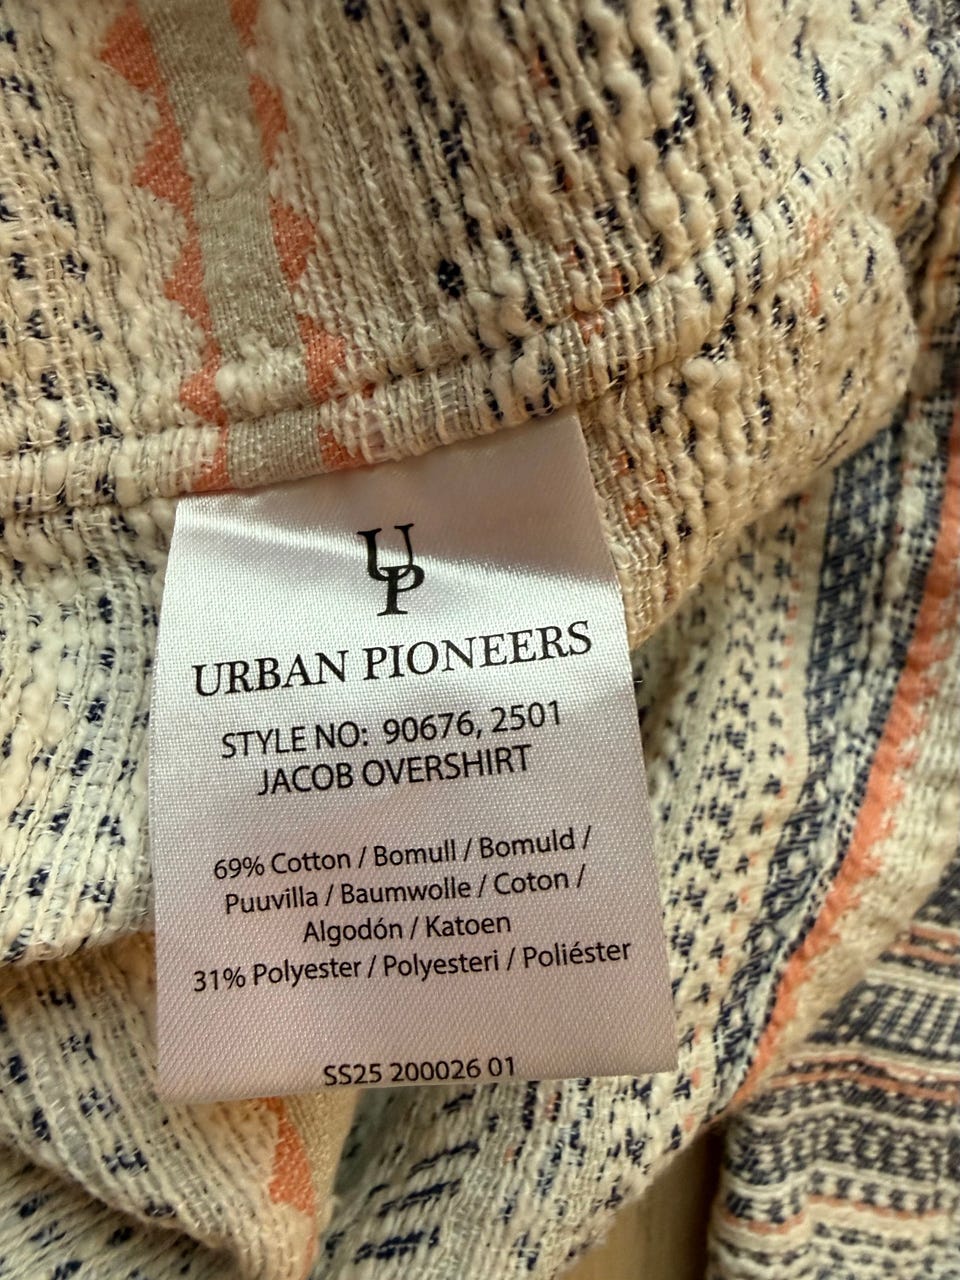 UP
URBAN PIONEERS
STYLE NO: 90676, 2501
JACOB OVERSHIRT
69% Cotton / Bomull / Bomuld /
Puuvilla / Baumwolle / Coton /
Algodón / Katoen
31% Polyester / Polyesteri / Poliéster
SS25 200026 01